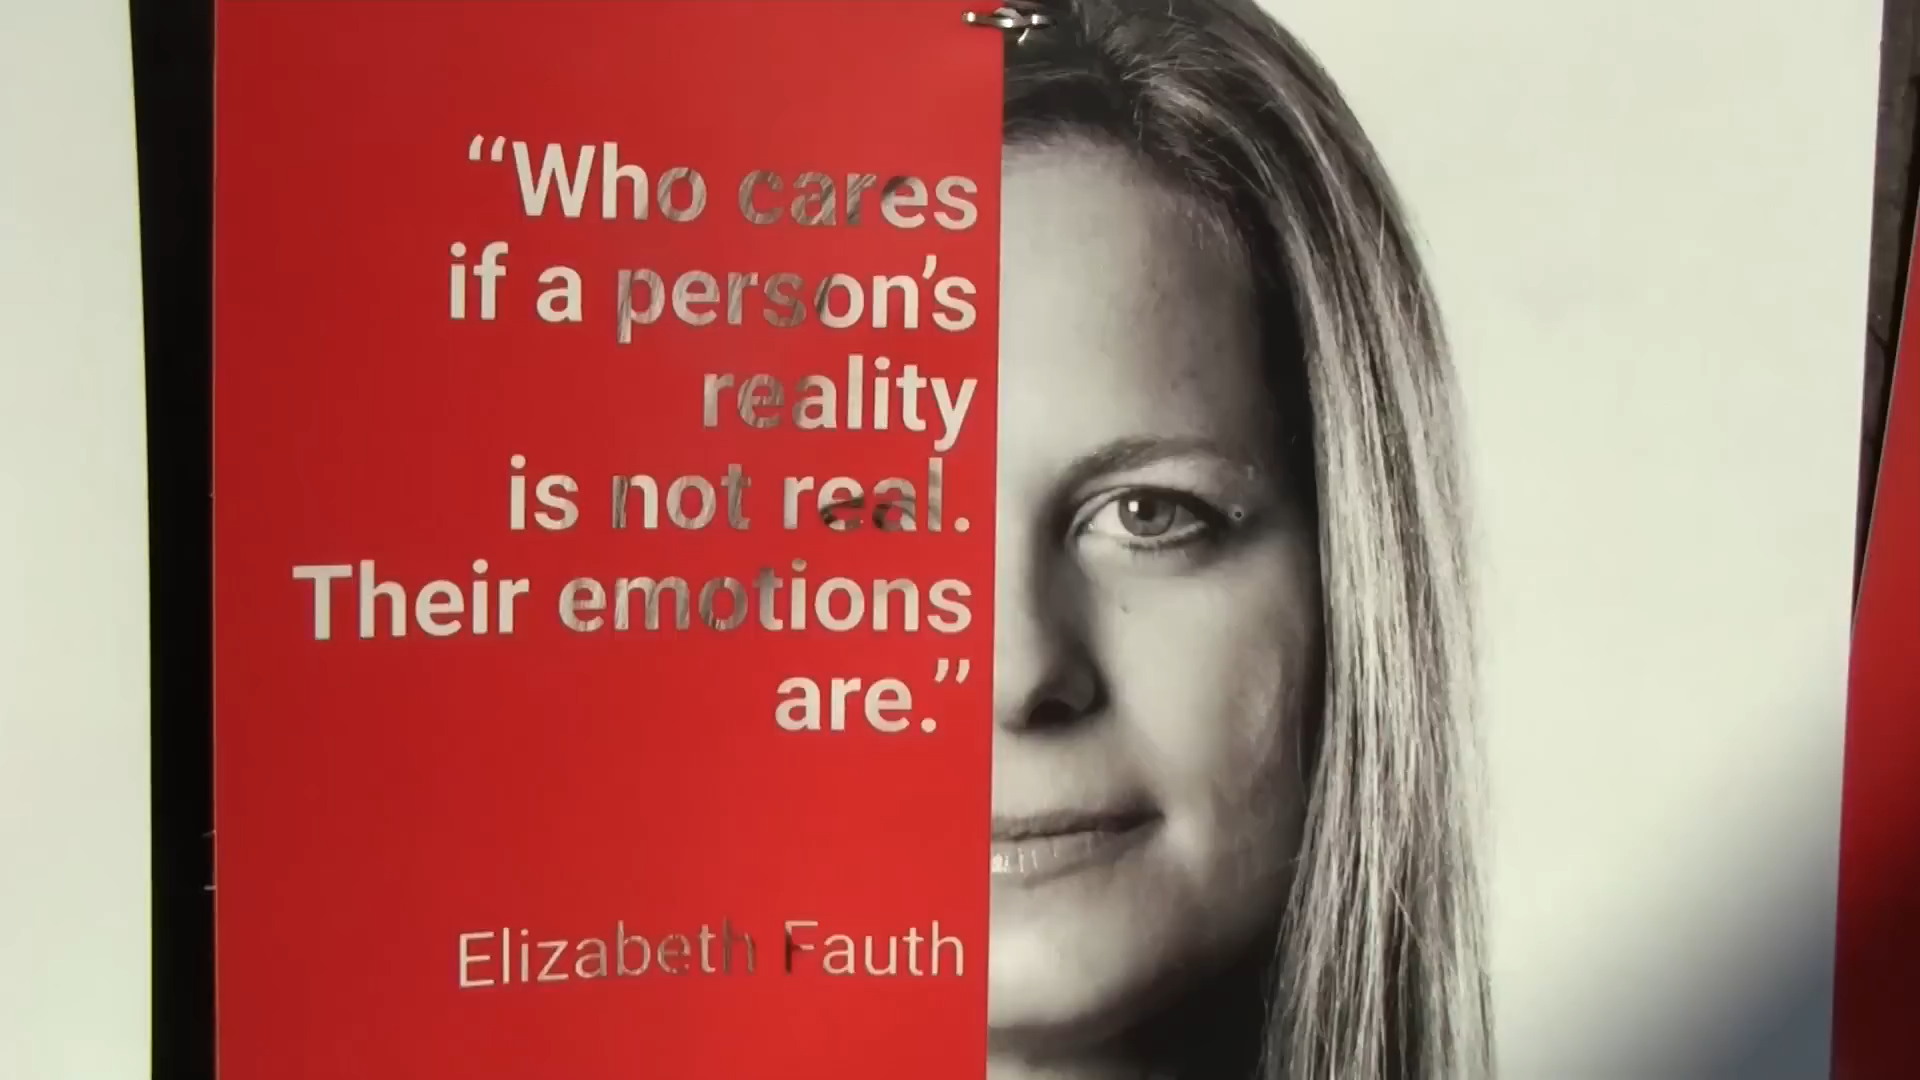 “Who cares
if a person’s
reality
is not real.
Their emotions
are.”
Elizabeth Fauth